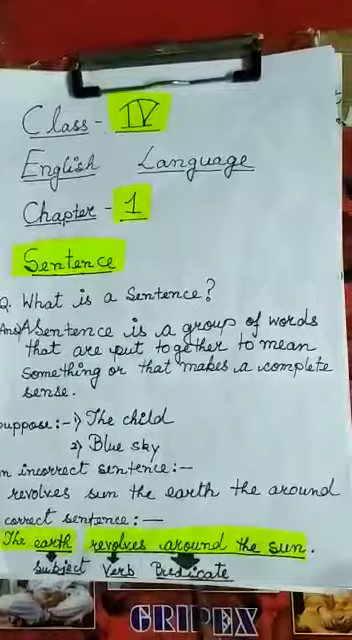 Class - IV
English Language
Chapter - 1
Sentence
Q. What is a Sentence?
Ans) A Sentence is a group of words
that are put together to mean
something or that makes a complete
sense.
uppose :- 1) The child
2) Blue sky
n incorrect sentence :-
revolves sun the earth the around
correct sentence :-
The earth revolves around the sun.
Subject Verb Predicate
GRIPEX